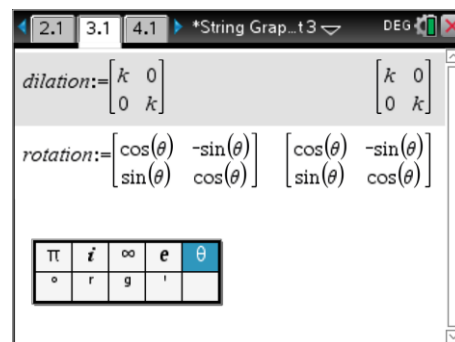 2.1 3.1 4.1 *String Grap…t 3 DEG
dilation:=[k 0; 0 k] [k 0; 0 k]
rotation:=[cos(θ) -sin(θ); sin(θ) cos(θ)] [cos(θ) -sin(θ); sin(θ) cos(θ)]
π i ∞ e θ
° r g '